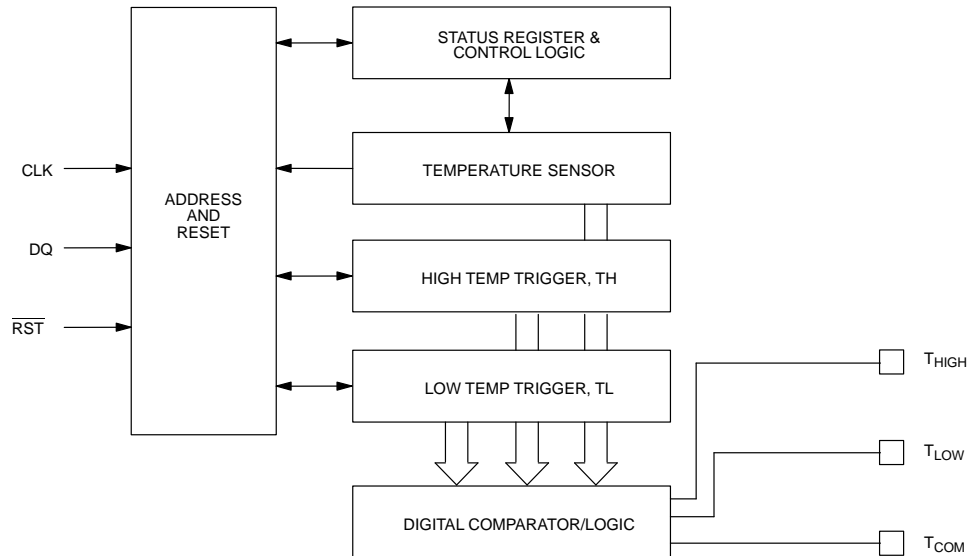 STATUS REGISTER &
CONTROL LOGIC
TEMPERATURE SENSOR
CLK
ADDRESS
AND
RESET
DQ
HIGH TEMP TRIGGER, TH
RST
LOW TEMP TRIGGER, TL
THIGH
TLOW
DIGITAL COMPARATOR/LOGIC
TCOM